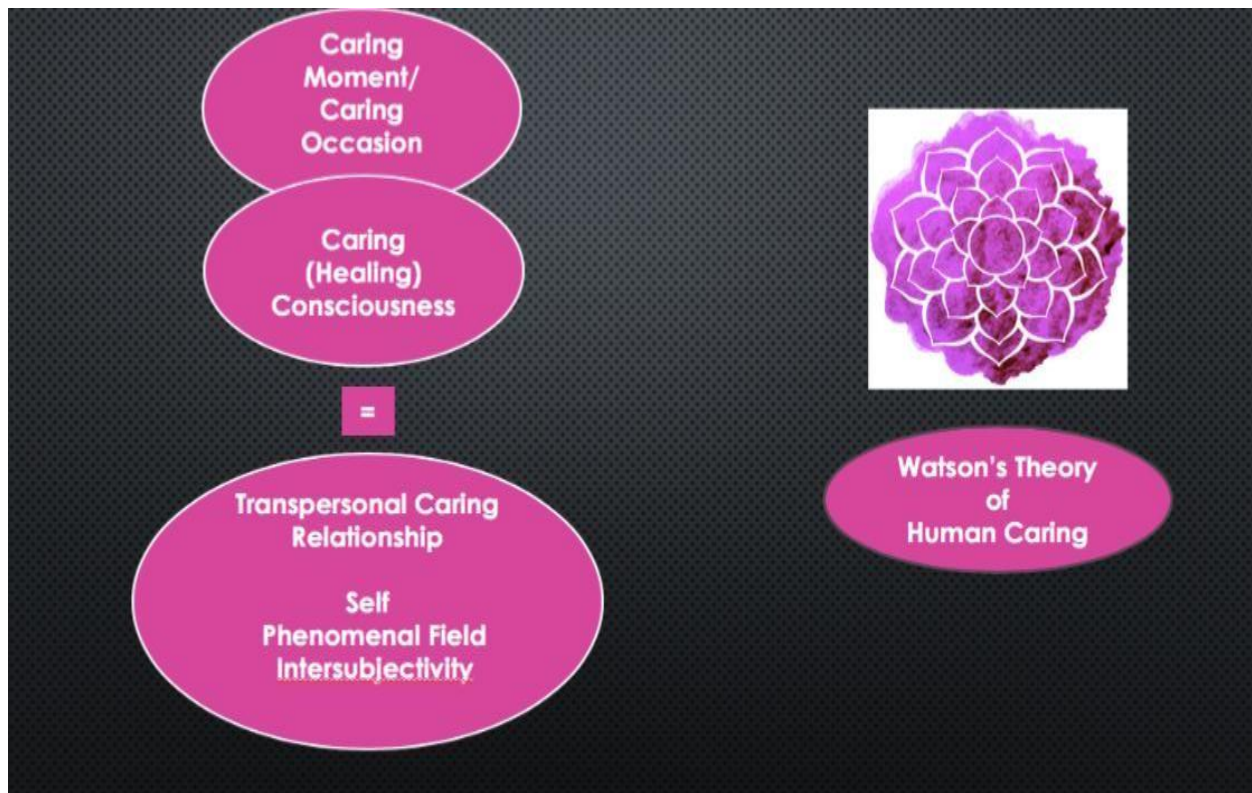 Caring
Moment/
Caring
Occasion
Caring
(Healing)
Consciousness
=
Transpersonal Caring
Relationship
Self
Phenomenal Field
Intersubjectivity
Watson's Theory
of
Human Caring